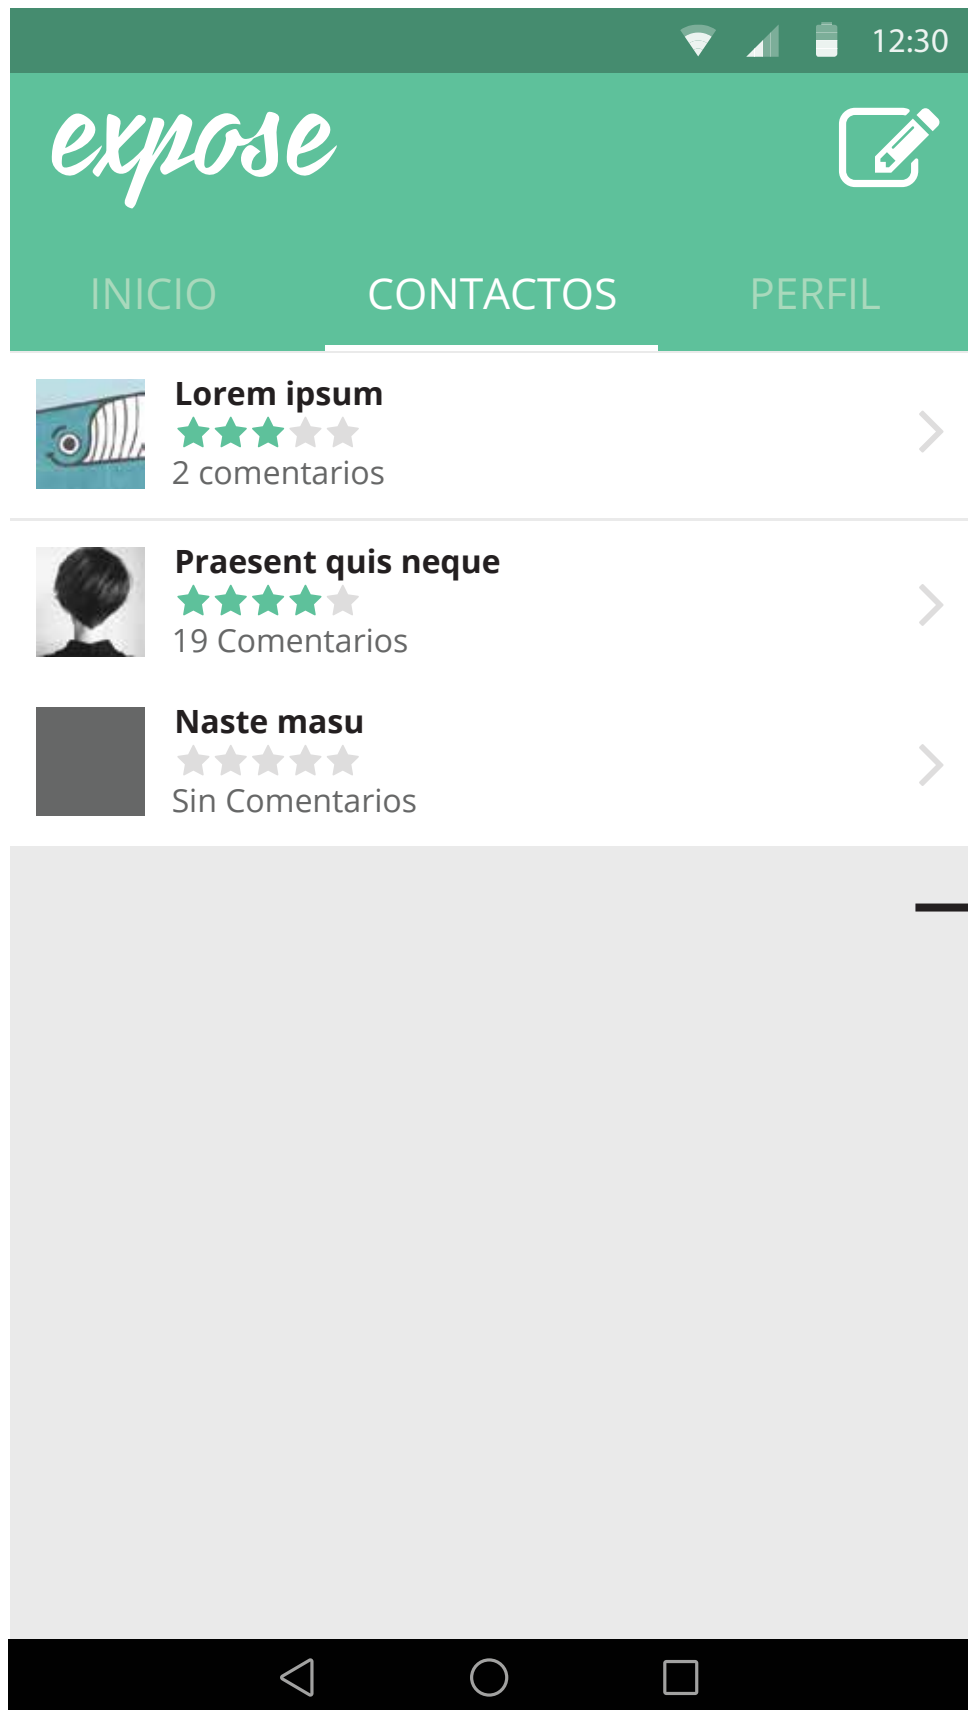 12:30
expose
INICIO CONTACTOS PERFIL
Lorem ipsum
2 comentarios
Praesent quis neque
19 Comentarios
Naste masu
Sin Comentarios